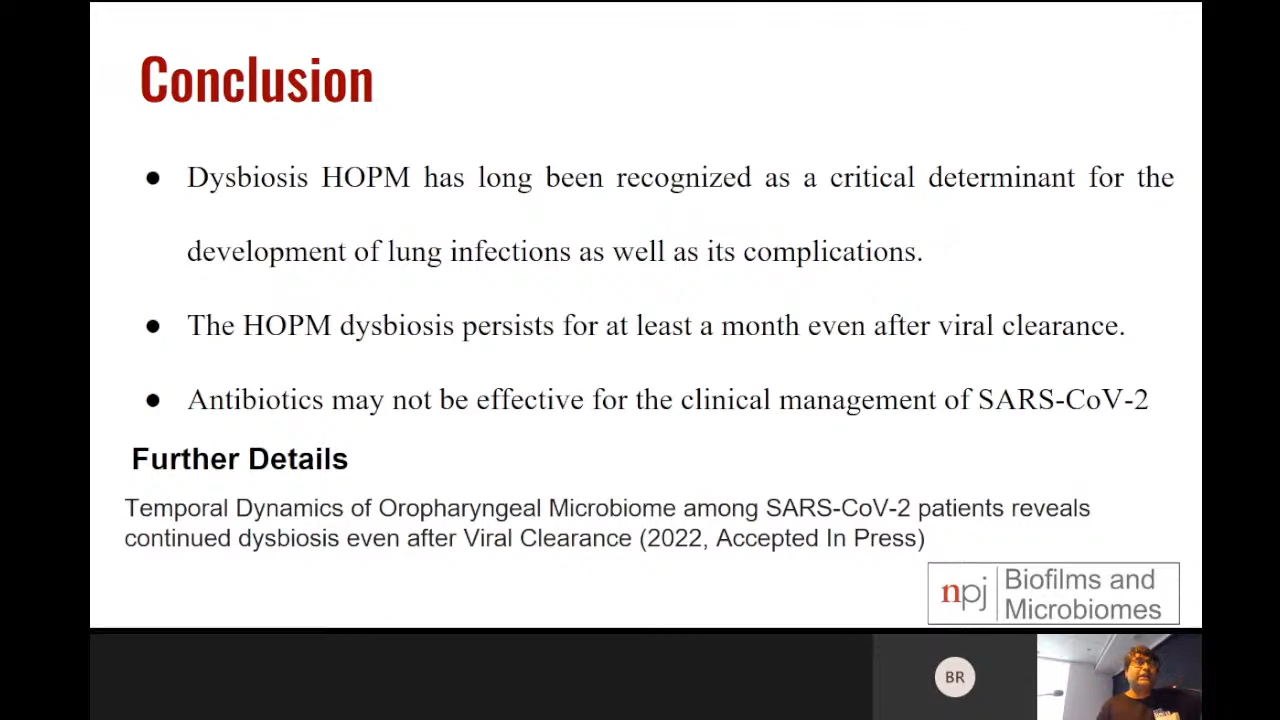 Conclusion
● Dysbiosis HOPM has long been recognized as a critical determinant for the
development of lung infections as well as its complications.
● The HOPM dysbiosis persists for at least a month even after viral clearance.
● Antibiotics may not be effective for the clinical management of SARS-CoV-2
Further Details
Temporal Dynamics of Oropharyngeal Microbiome among SARS-CoV-2 patients reveals
continued dysbiosis even after Viral Clearance (2022, Accepted In Press)
npj Biofilms and
Microbiomes
BR